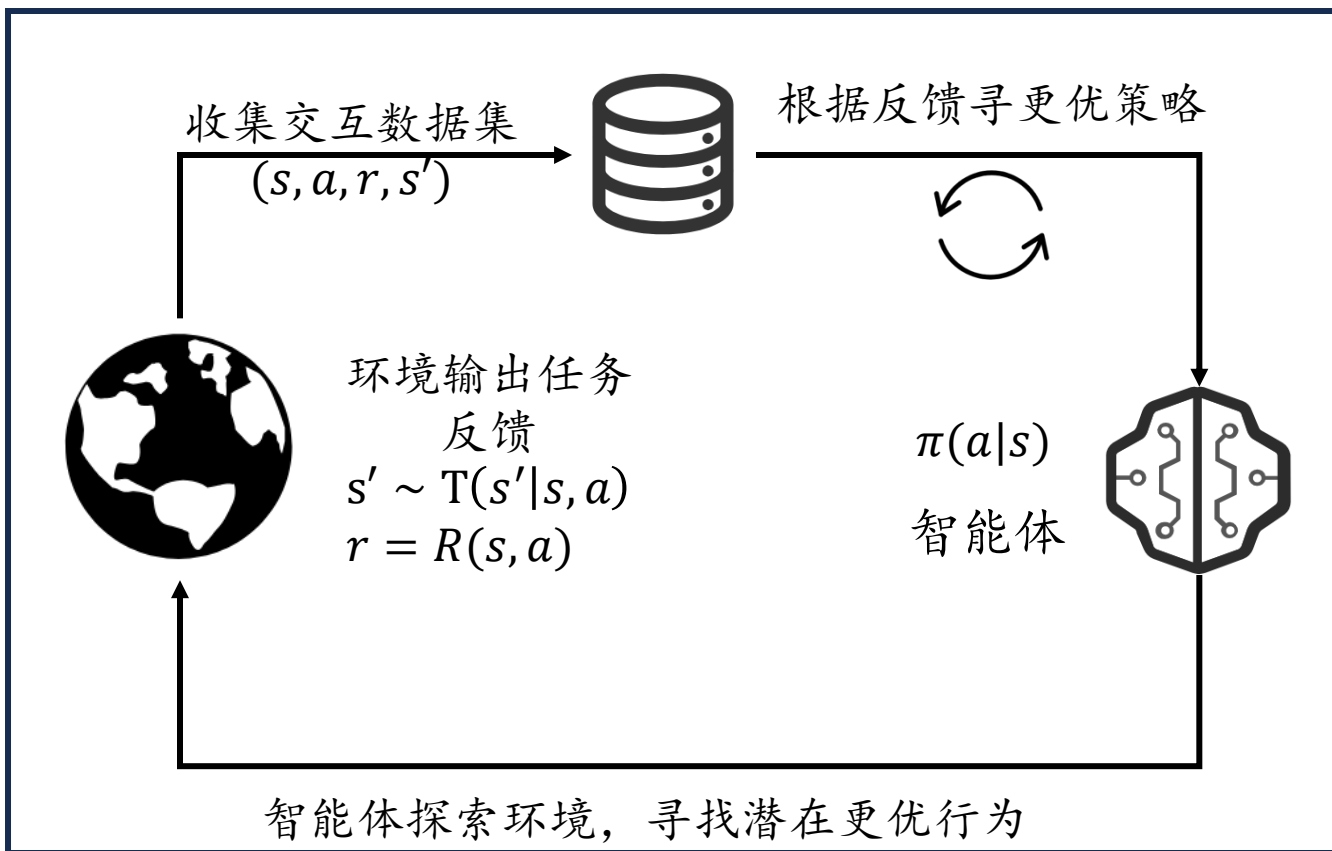 收集交互数据集
(s, a, r, s′)
根据反馈寻更优策略
环境输出任务
反馈
s′ ~ T(s′|s, a)
r = R(s, a)
π(a|s)
智能体
智能体探索环境，寻找潜在更优行为